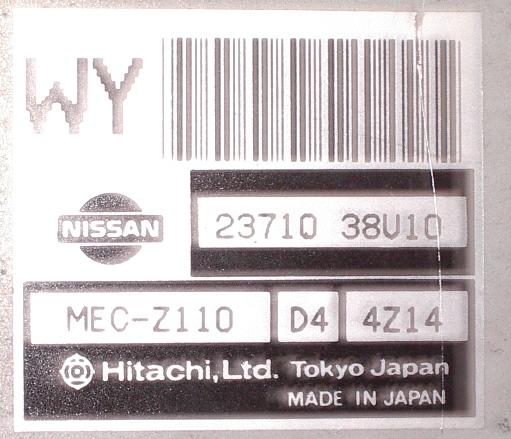 WY
NISSAN
23710 38U10
MEC-Z110 D4 4Z14
Hitachi, Ltd. Tokyo Japan
MADE IN JAPAN